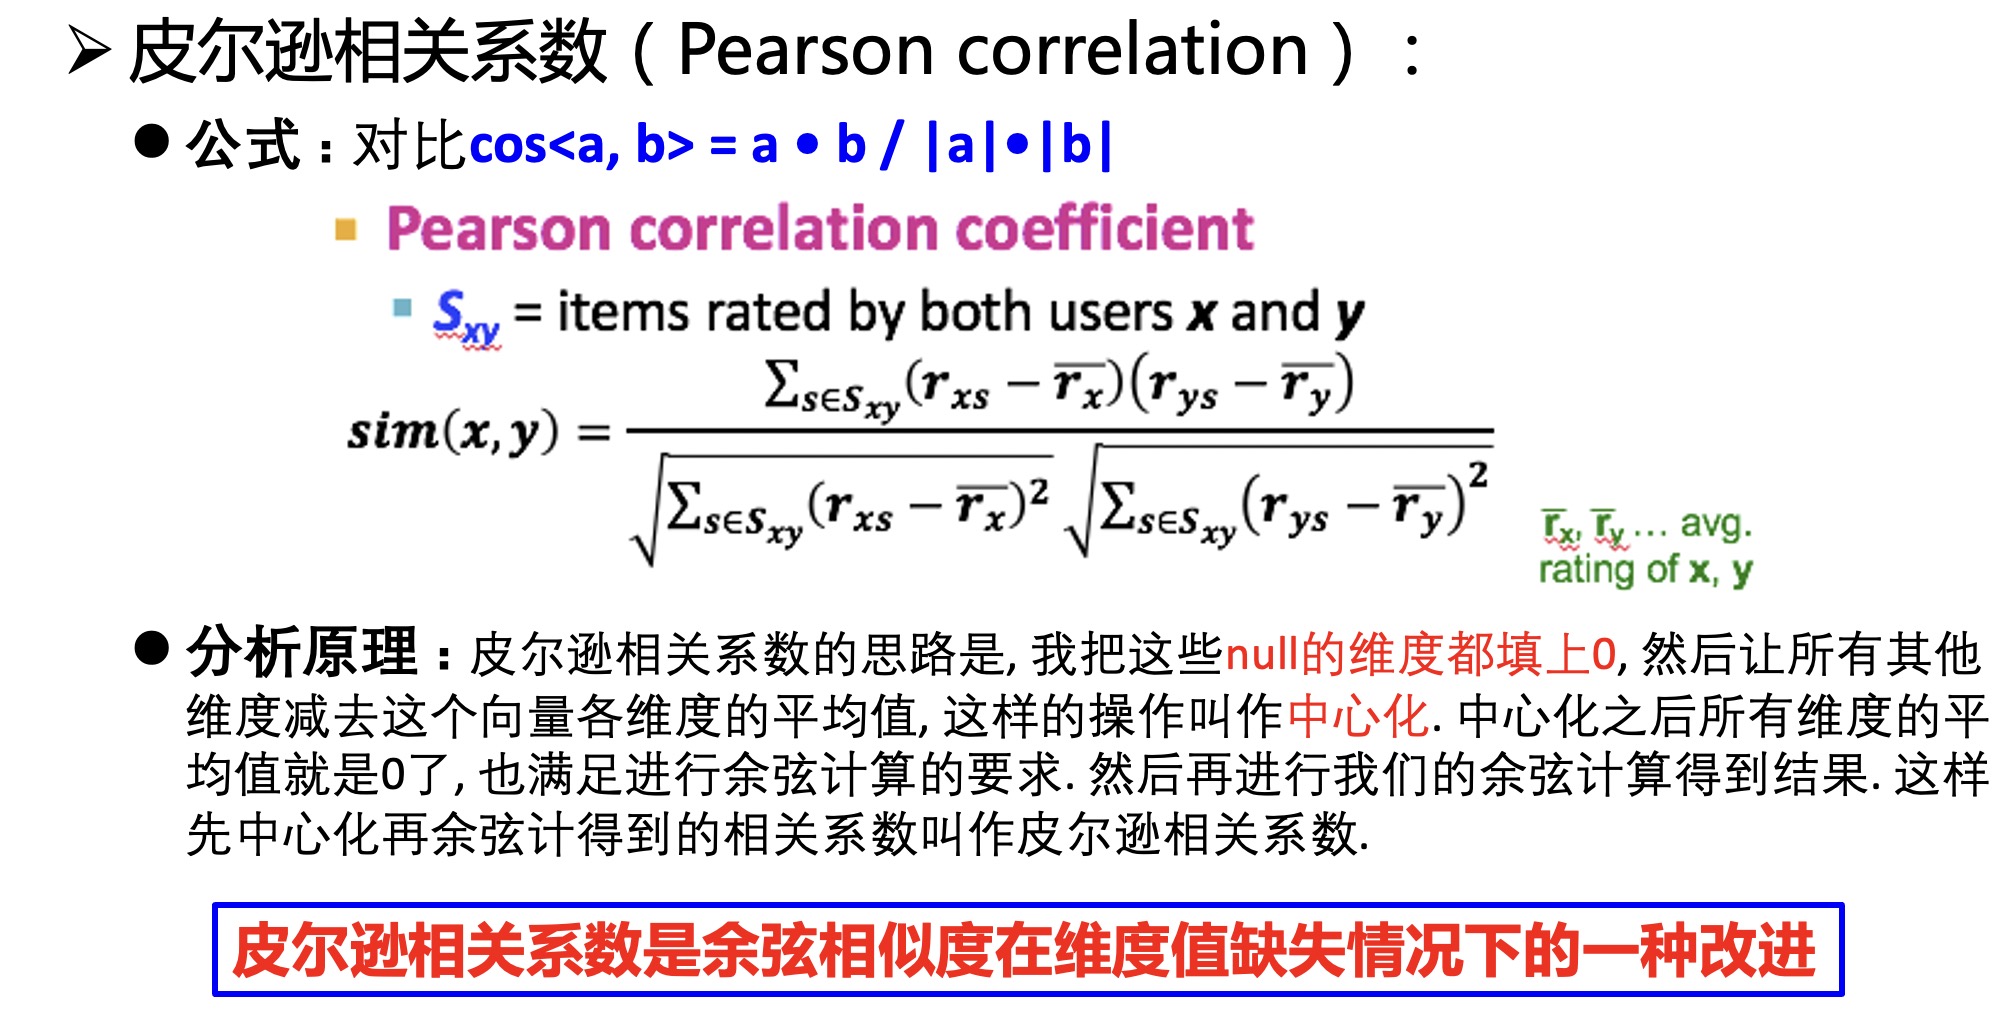 ➢ 皮尔逊相关系数（Pearson correlation）：
● 公式：对比cos<a, b> = a • b / |a|•|b|
▪ Pearson correlation coefficient
▪ S_xy = items rated by both users x and y
sim(x, y) = \frac{\sum_{s∈S_{xy}} (r_{xs} − \overline{r_x})(r_{ys} − \overline{r_y})}{\sqrt{\sum_{s∈S_{xy}} (r_{xs} − \overline{r_x})^2} \sqrt{\sum_{s∈S_{xy}} (r_{ys} − \overline{r_y})^2}}
r̅_x, r̅_y … avg.
rating of x, y
● 分析原理：皮尔逊相关系数的思路是, 我把这些null的维度都填上0, 然后让所有其他
维度减去这个向量各维度的平均值, 这样的操作叫作中心化. 中心化之后所有维度的平
均值就是0了, 也满足进行余弦计算的要求. 然后再进行我们的余弦计算得到结果. 这样
先中心化再余弦计得到的相关系数叫作皮尔逊相关系数.
皮尔逊相关系数是余弦相似度在维度值缺失情况下的一种改进